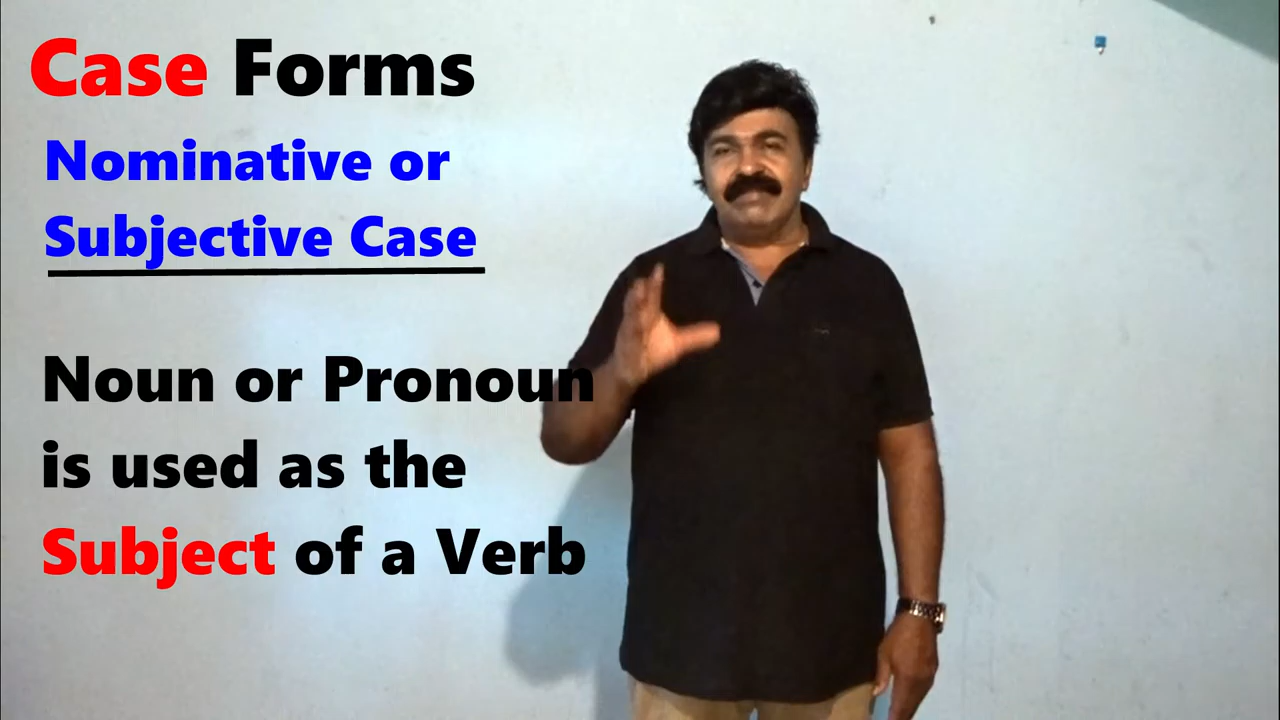 Case Forms
Nominative or
Subjective Case
Noun or Pronoun
is used as the
Subject of a Verb